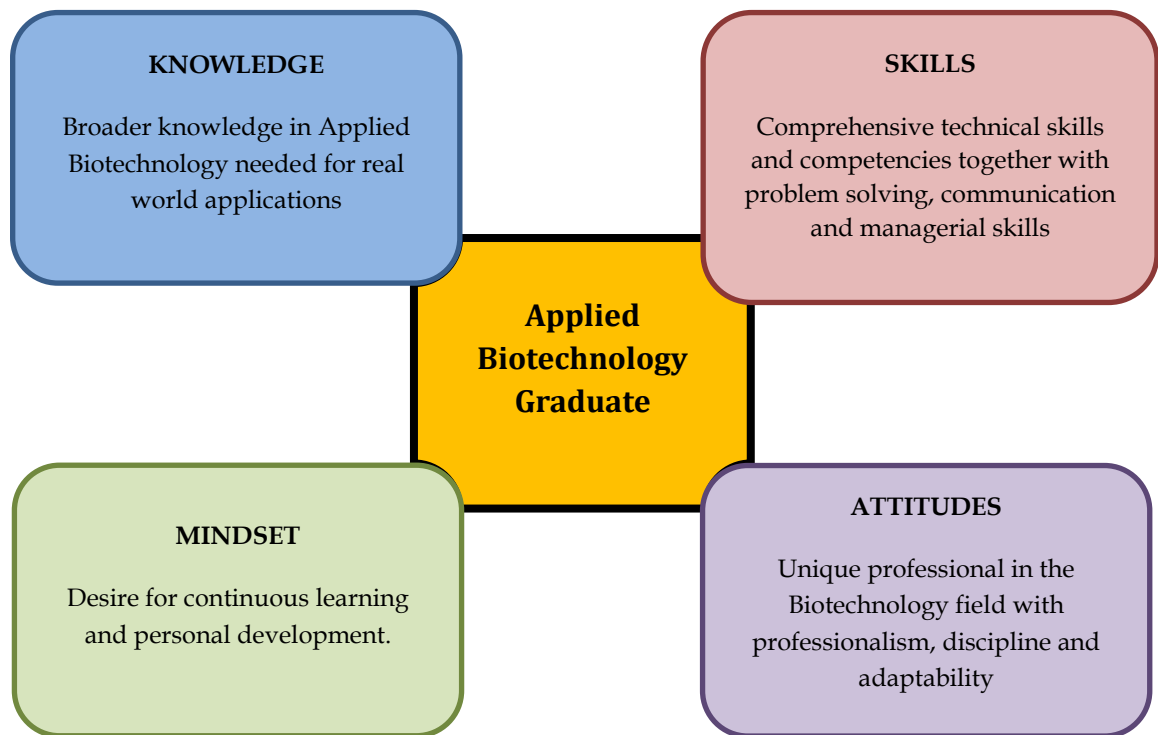 KNOWLEDGE
Broader knowledge in Applied
Biotechnology needed for real
world applications
SKILLS
Comprehensive technical skills
and competencies together with
problem solving, communication
and managerial skills
Applied
Biotechnology
Graduate
MINDSET
Desire for continuous learning
and personal development.
ATTITUDES
Unique professional in the
Biotechnology field with
professionalism, discipline and
adaptability